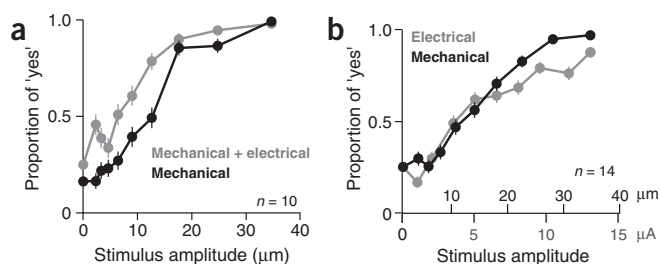 a
1.0
0.5
0
Proportion of 'yes'
Mechanical + electrical
Mechanical
n = 10
0 10 20 30 40
Stimulus amplitude (μm)
b
1.0
0.5
0
Proportion of 'yes'
Electrical
Mechanical
n = 14
10 20 30 40 μm
0 5 10 15 μA
Stimulus amplitude